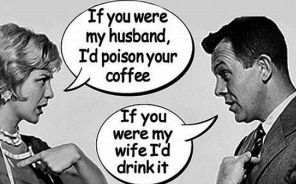 If you were
my husband,
I'd poison your
coffee
If you
were my
wife I'd
drink it